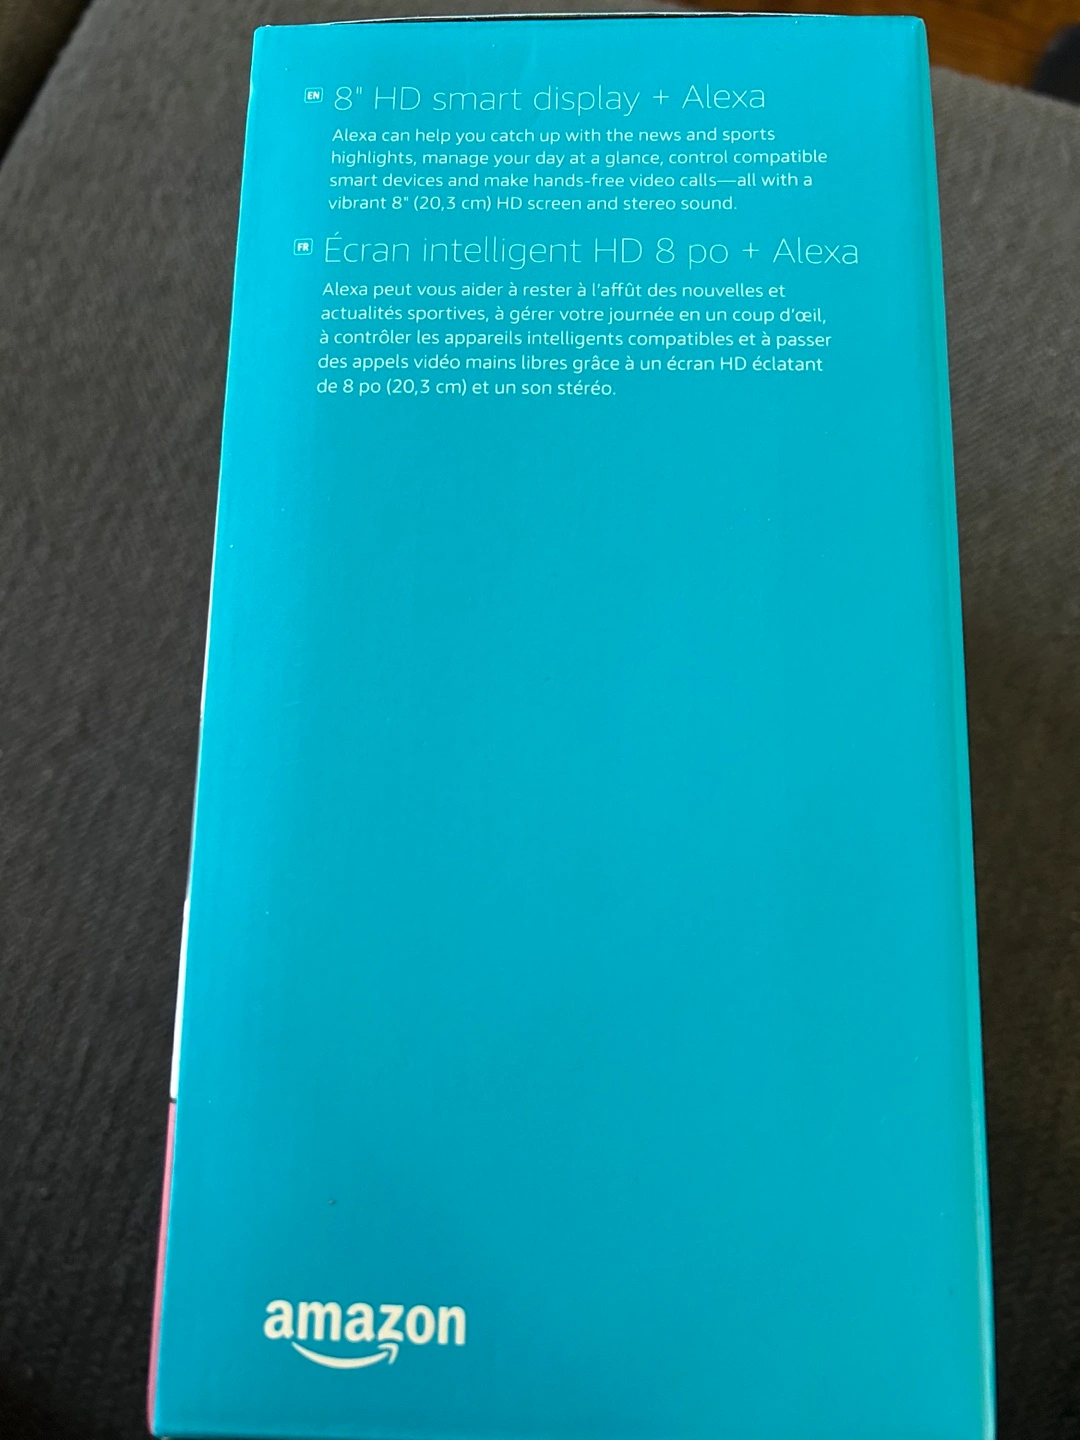 EN 8" HD smart display + Alexa
Alexa can help you catch up with the news and sports
highlights, manage your day at a glance, control compatible
smart devices and make hands-free video calls—all with a
vibrant 8" (20,3 cm) HD screen and stereo sound.
FR Écran intelligent HD 8 po + Alexa
Alexa peut vous aider à rester à l'affût des nouvelles et
actualités sportives, à gérer votre journée en un coup d'œil,
à contrôler les appareils intelligents compatibles et à passer
des appels vidéo mains libres grâce à un écran HD éclatant
de 8 po (20,3 cm) et un son stéréo.
amazon